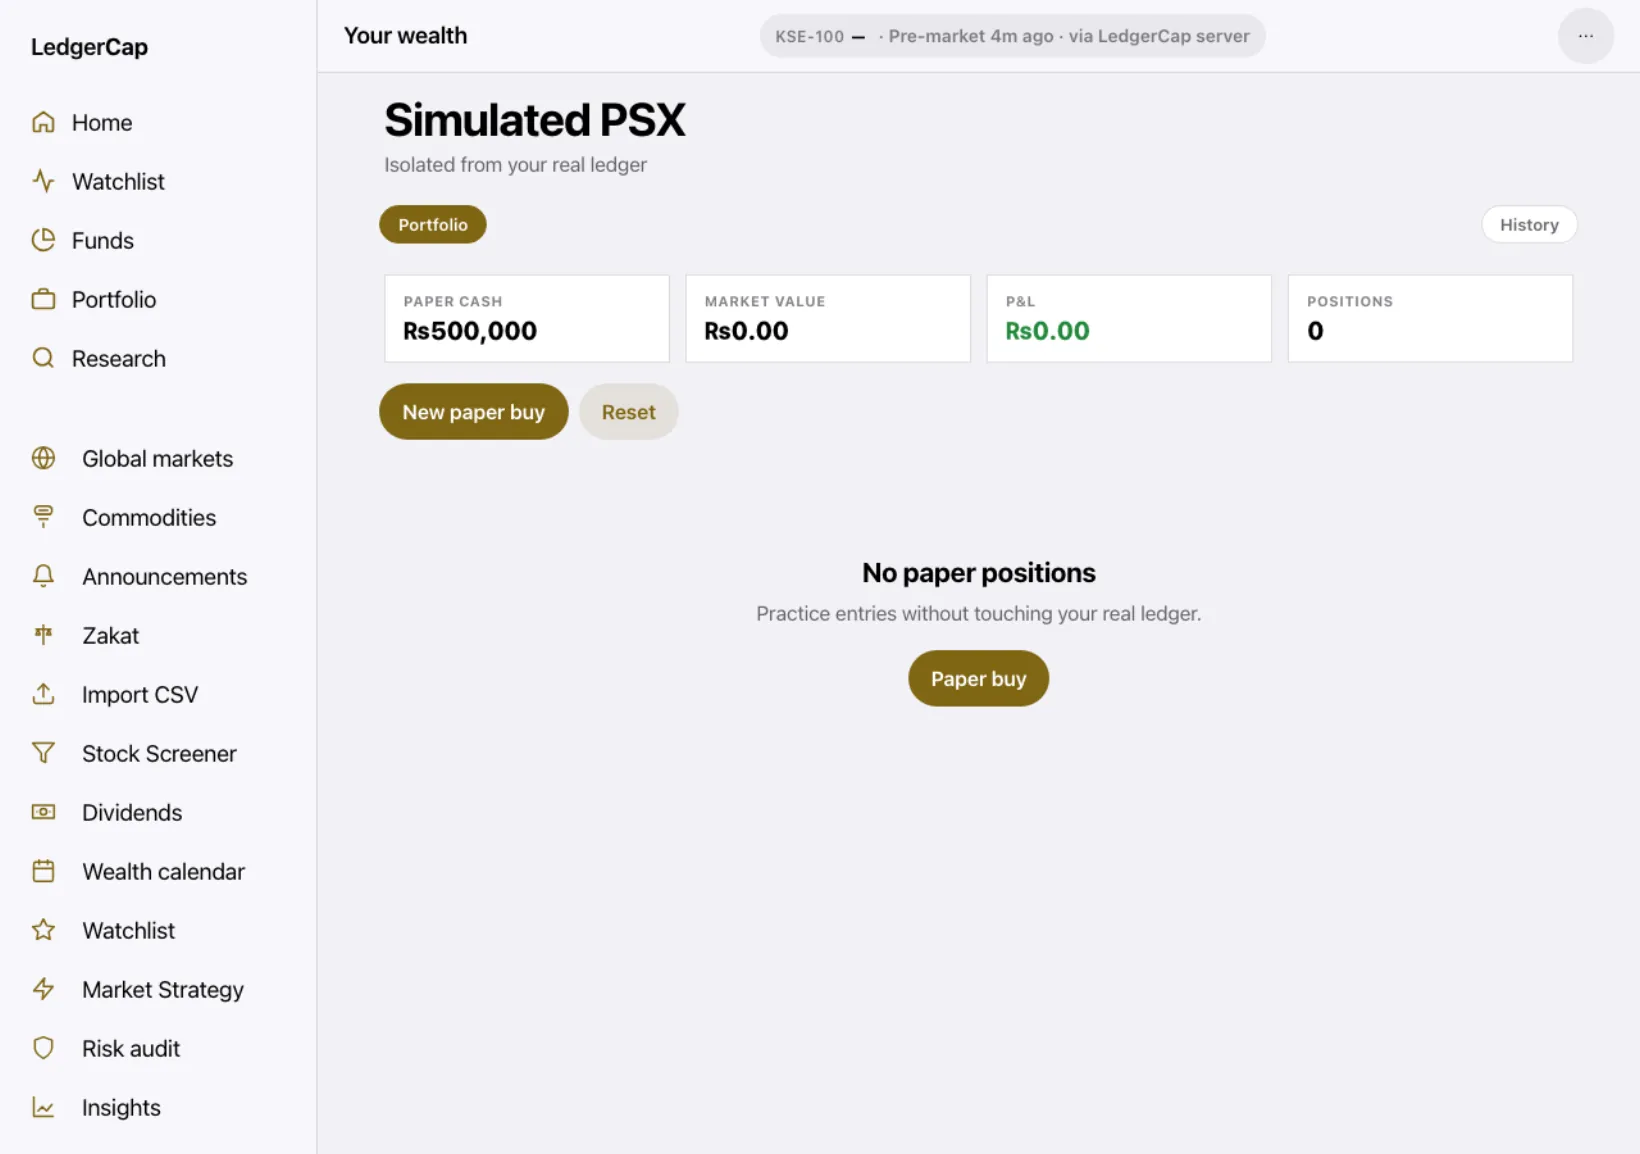 LedgerCap
Home
Watchlist
Funds
Portfolio
Research
Global markets
Commodities
Announcements
Zakat
Import CSV
Stock Screener
Dividends
Wealth calendar
Watchlist
Market Strategy
Risk audit
Insights
Your wealth
KSE-100 — · Pre-market 4m ago · via LedgerCap server
...
Simulated PSX
Isolated from your real ledger
Portfolio
History
PAPER CASH
Rs500,000
MARKET VALUE
Rs0.00
P&L
Rs0.00
POSITIONS
0
New paper buy
Reset
No paper positions
Practice entries without touching your real ledger.
Paper buy